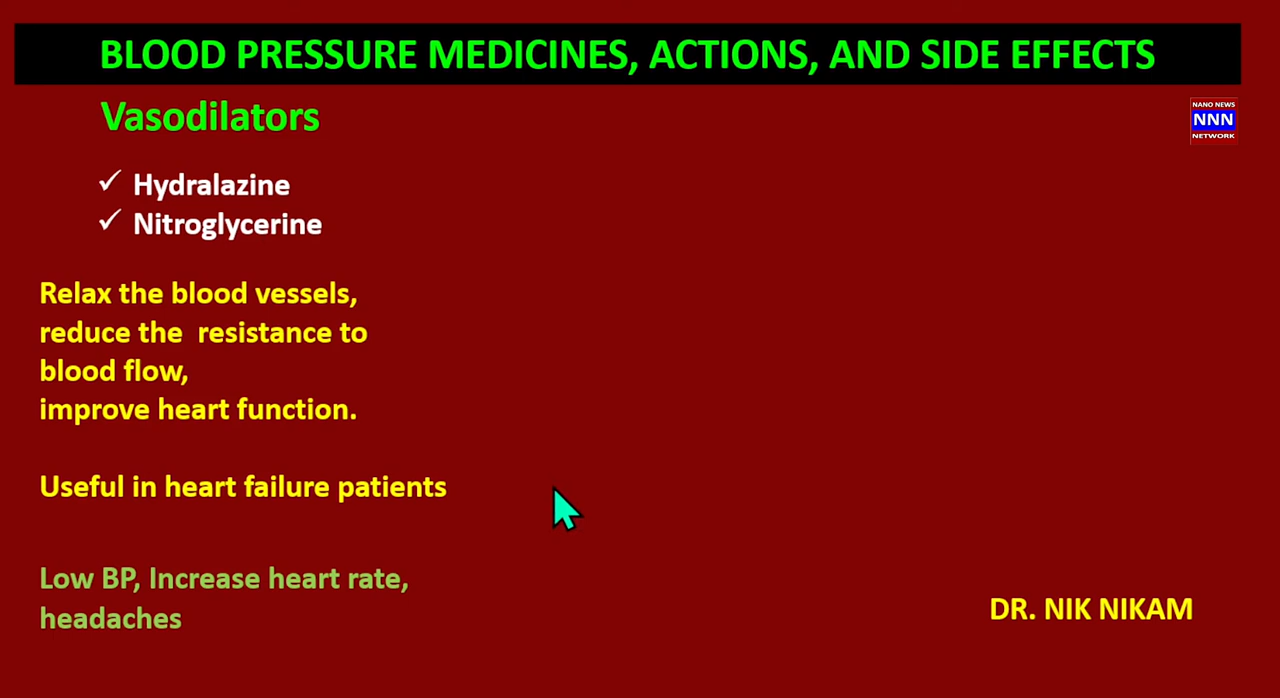 BLOOD PRESSURE MEDICINES, ACTIONS, AND SIDE EFFECTS
Vasodilators
NANO NEWS
NNN
NETWORK
✓ Hydralazine
✓ Nitroglycerine
Relax the blood vessels,
reduce the resistance to
blood flow,
improve heart function.
Useful in heart failure patients
Low BP, Increase heart rate,
headaches
DR. NIK NIKAM